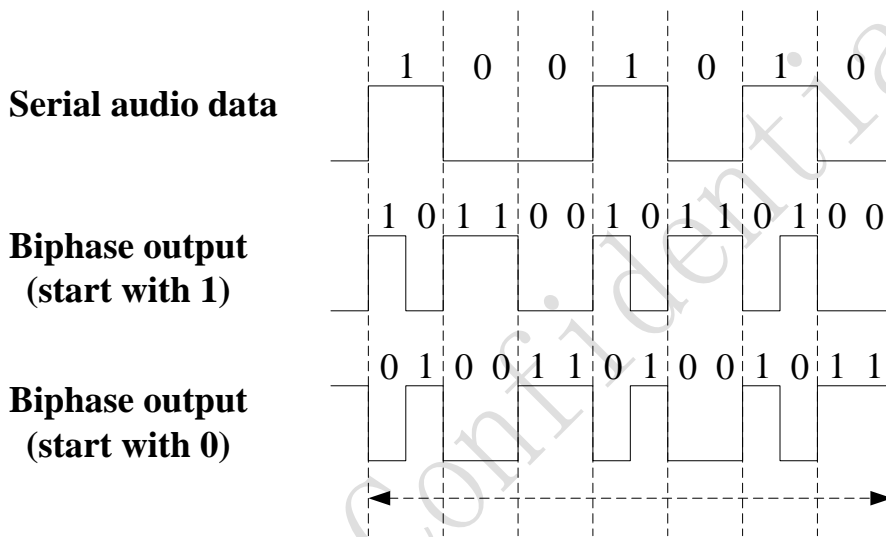 1 0 0 1 0 1 0
Serial audio data
1 0 1 1 0 0 1 0 1 1 0 1 0 0
Biphase output
(start with 1)
0 1 0 0 1 1 0 1 0 0 1 0 1 1
Biphase output
(start with 0)
Confidentia